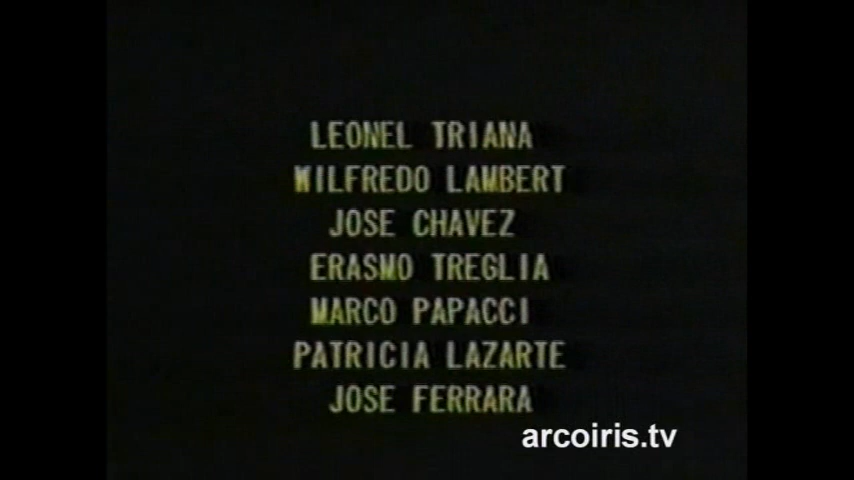 LEONEL TRIANA
WILFREDO LAMBERT
JOSE CHAVEZ
ERASMO TREGLIA
MARCO PAPACCI
PATRICIA LAZARTE
JOSE FERRARA
arcoiris.tv